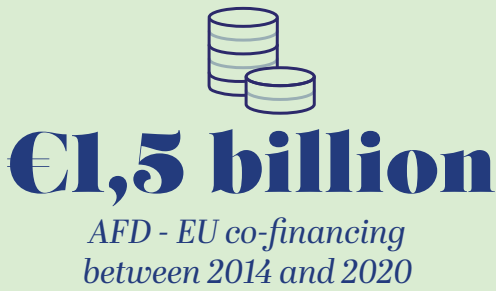 €1,5 billion
AFD - EU co-financing
between 2014 and 2020